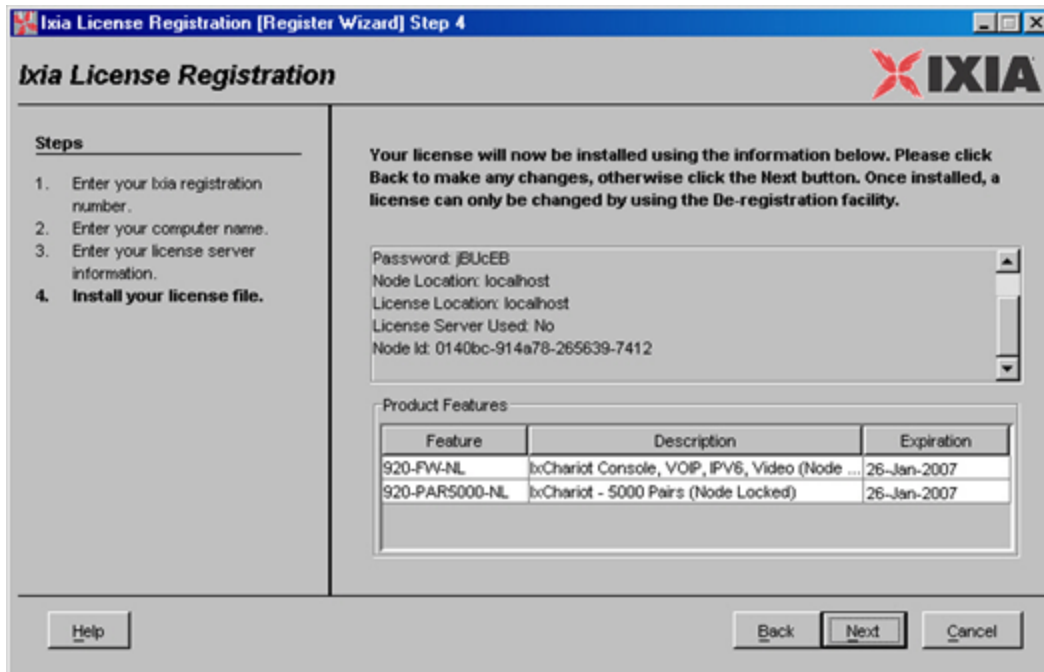 Ixia License Registration [Register Wizard] Step 4
Ixia License Registration
IXIA
Steps
1. Enter your Ixia registration
number.
2. Enter your computer name.
3. Enter your license server
information.
4. Install your license file.
Your license will now be installed using the information below. Please click
Back to make any changes, otherwise click the Next button. Once installed, a
license can only be changed by using the De-registration facility.
Password: jBUcEB
Node Location: localhost
License Location: localhost
License Server Used: No
Node Id: 0140bc-914a78-265639-7412
Product Features
Feature Description Expiration
920-FW-NL IxChariot Console, VOIP, IPV6, Video (Node ... 26-Jan-2007
920-PAR5000-NL IxChariot - 5000 Pairs (Node Locked) 26-Jan-2007
Help Back Next Cancel